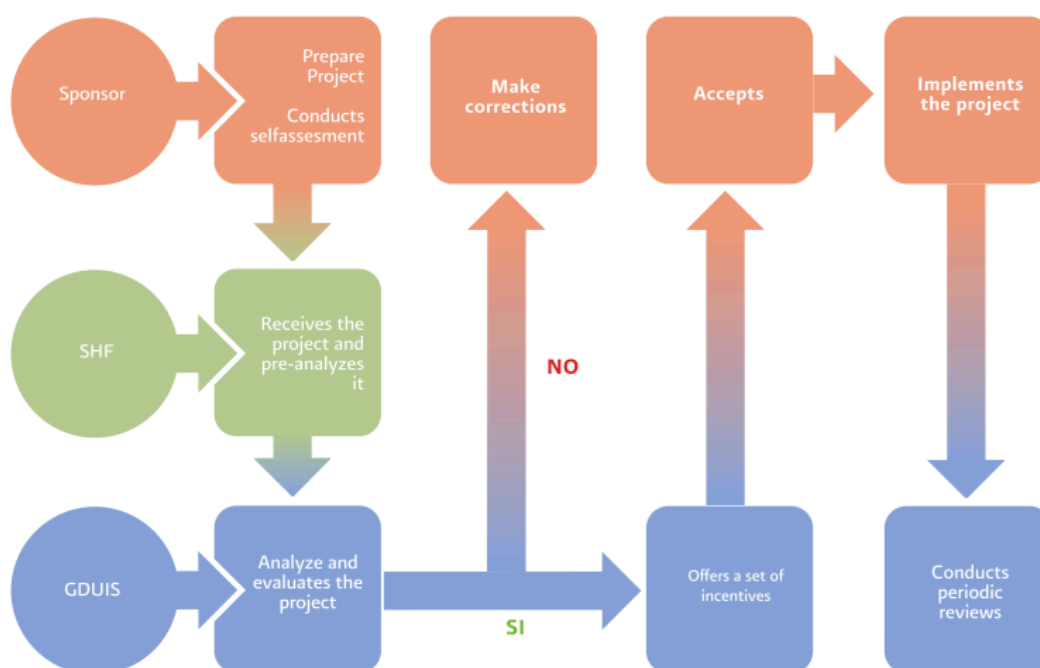 Sponsor
Prepare
Project
Conducts
selfassesment
Make
corrections
Accepts
Implements
the project
SHF
Receives the
project and
pre-analyzes
it
NO
GDUIS
Analyze and
evaluates the
project
SI
Offers a set of
incentives
Conducts
periodic
reviews